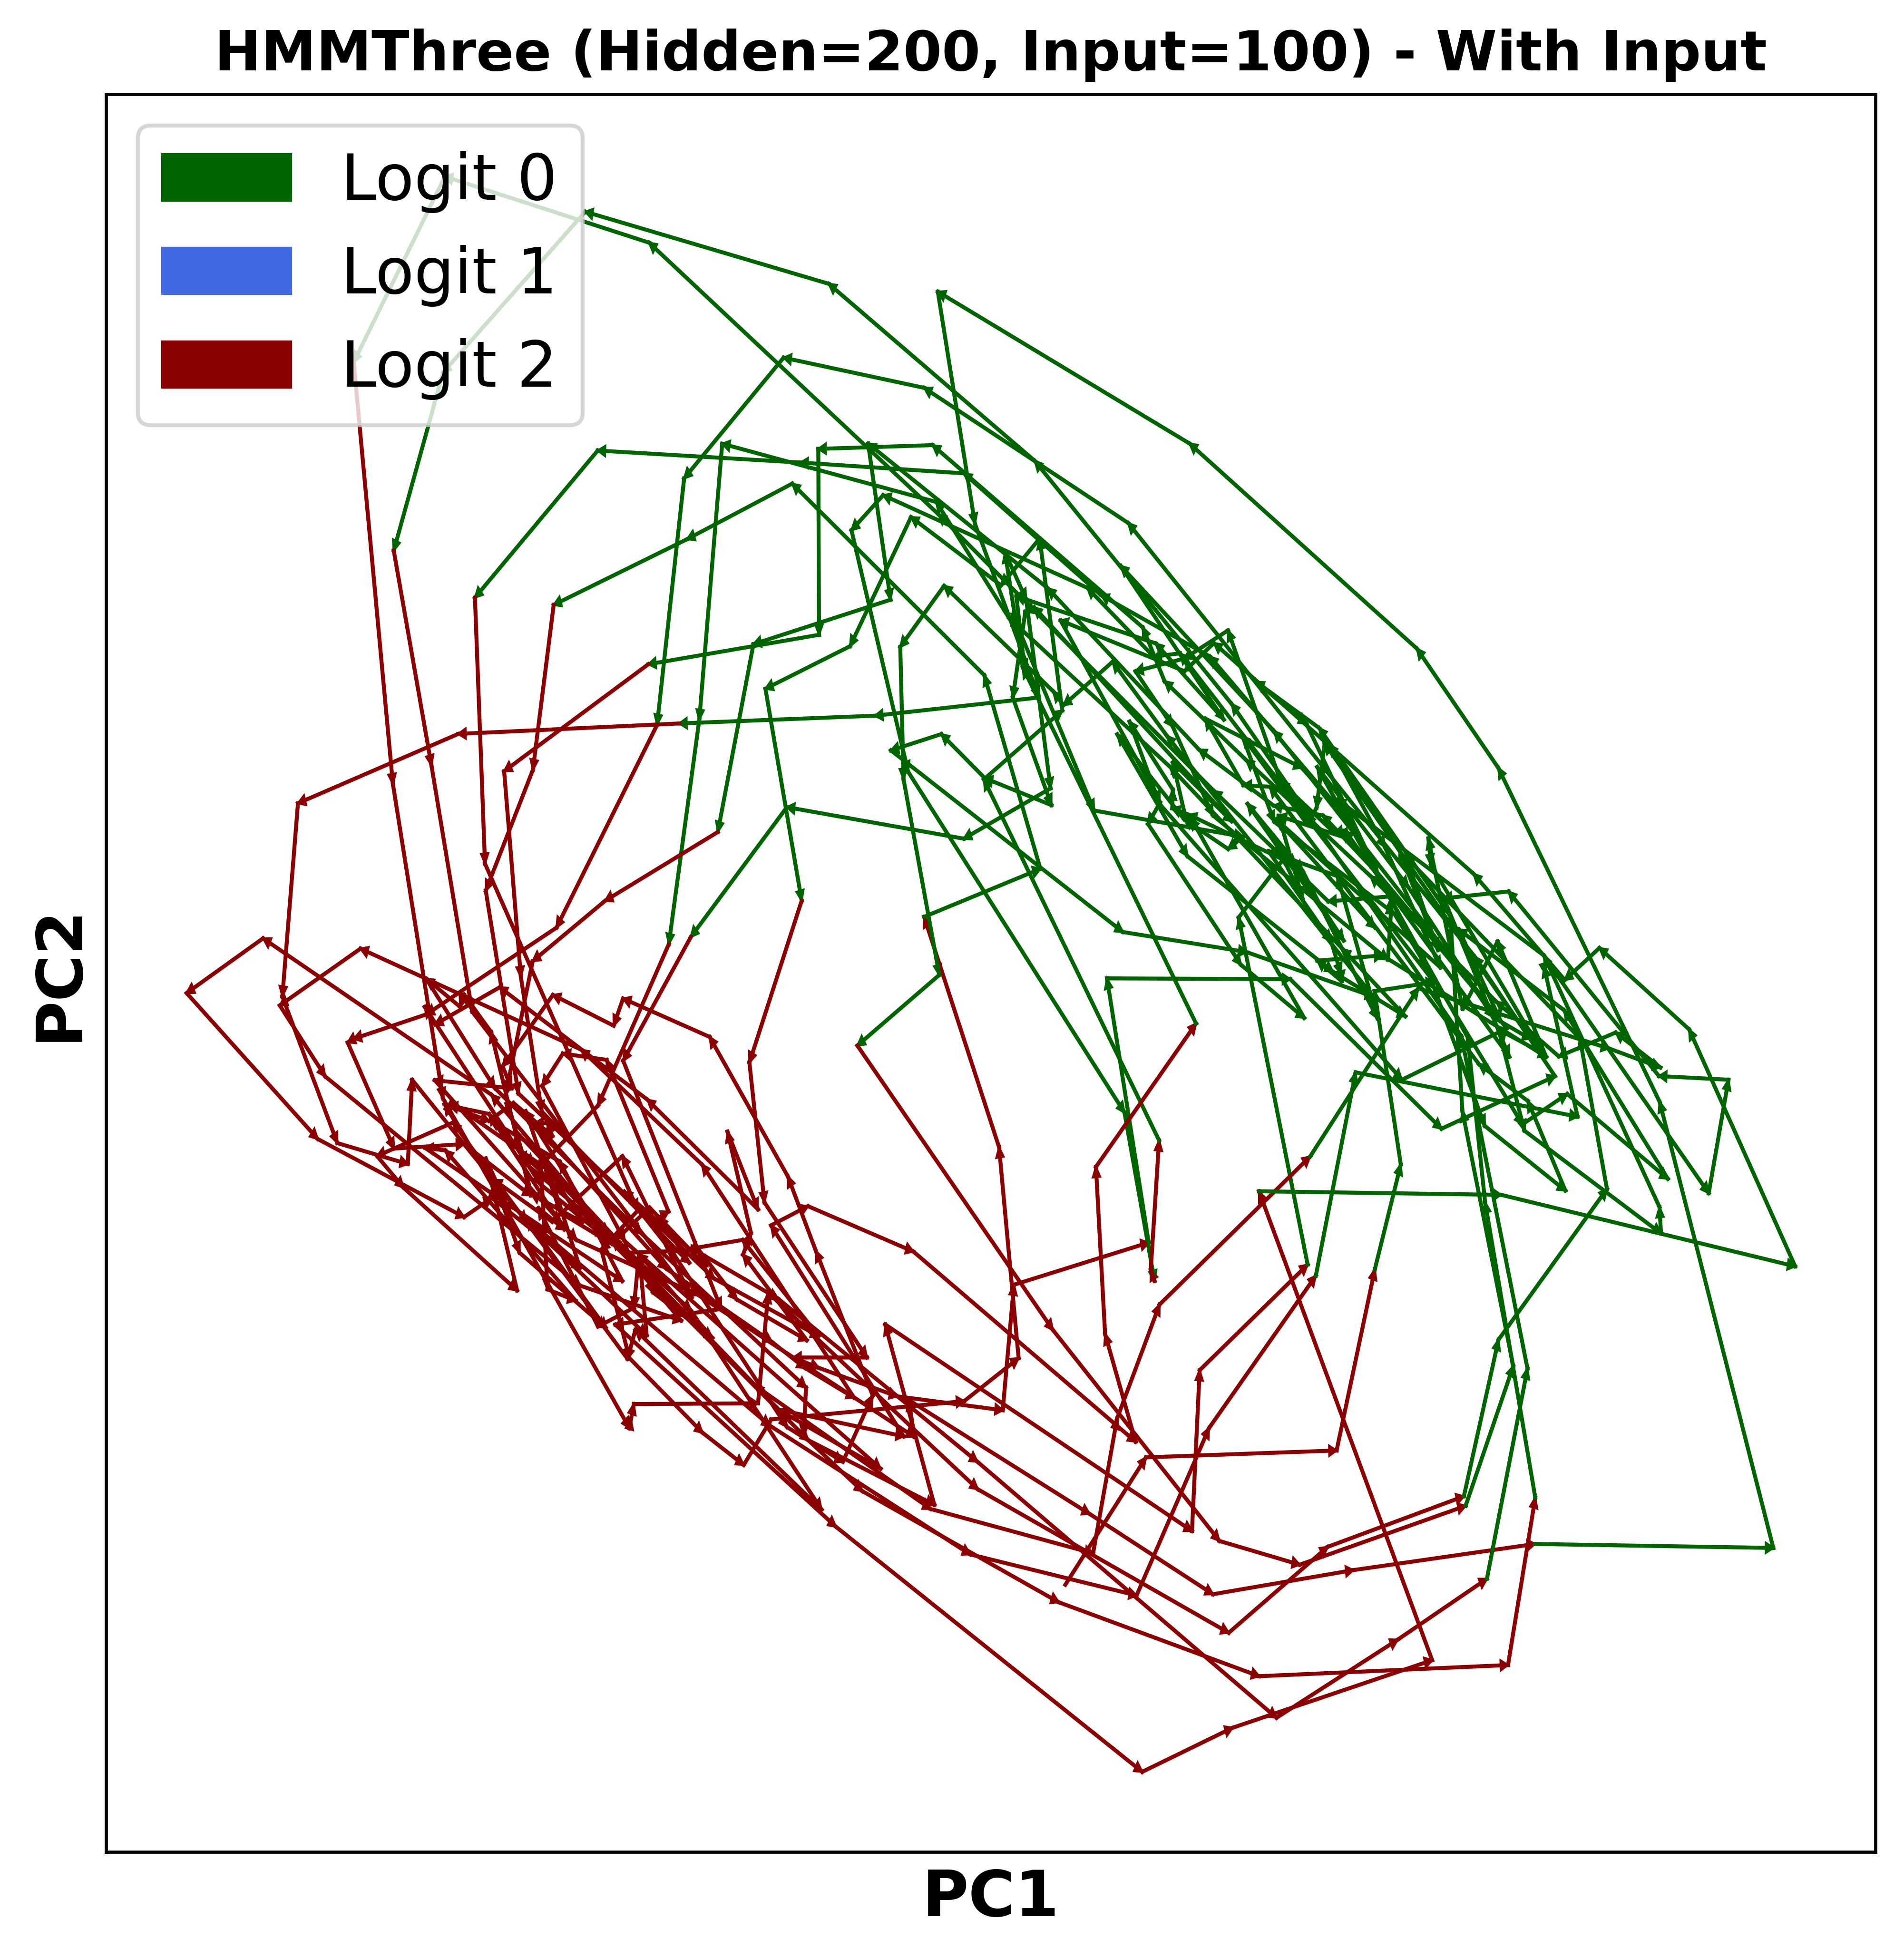 HMMThree (Hidden=200, Input=100) - With Input
Logit 0
Logit 1
Logit 2
PC2
PC1